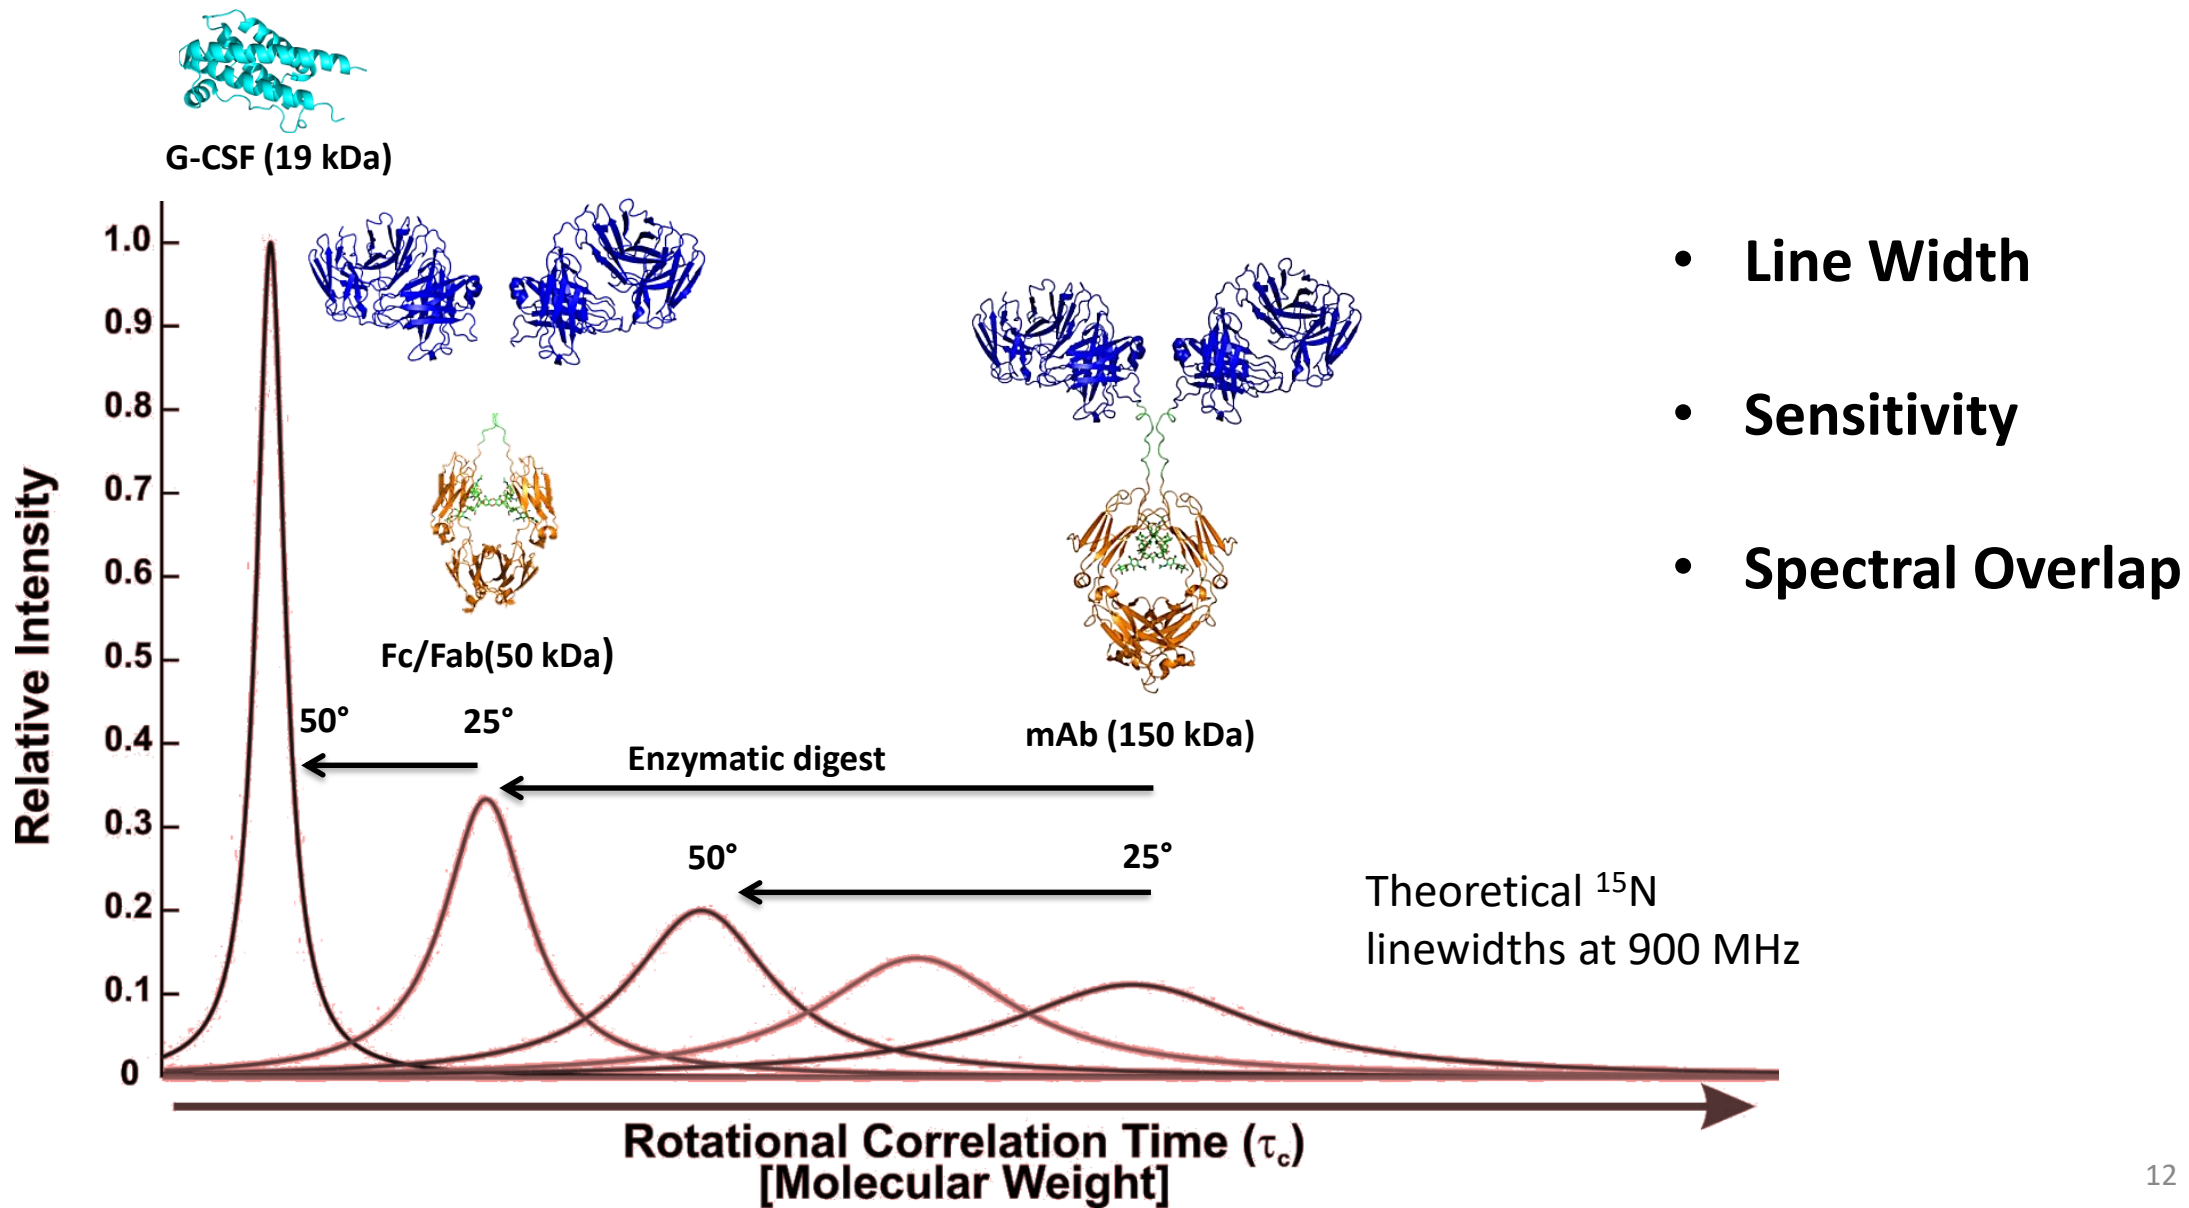 G-CSF (19 kDa)
Relative Intensity
1.0
0.9
0.8
0.7
0.6
0.5
0.4
0.3
0.2
0.1
0
Fc/Fab(50 kDa)
50°
25°
Enzymatic digest
mAb (150 kDa)
50°
25°
Rotational Correlation Time (τc)
[Molecular Weight]
• Line Width
• Sensitivity
• Spectral Overlap
Theoretical ¹⁵N
linewidths at 900 MHz
12